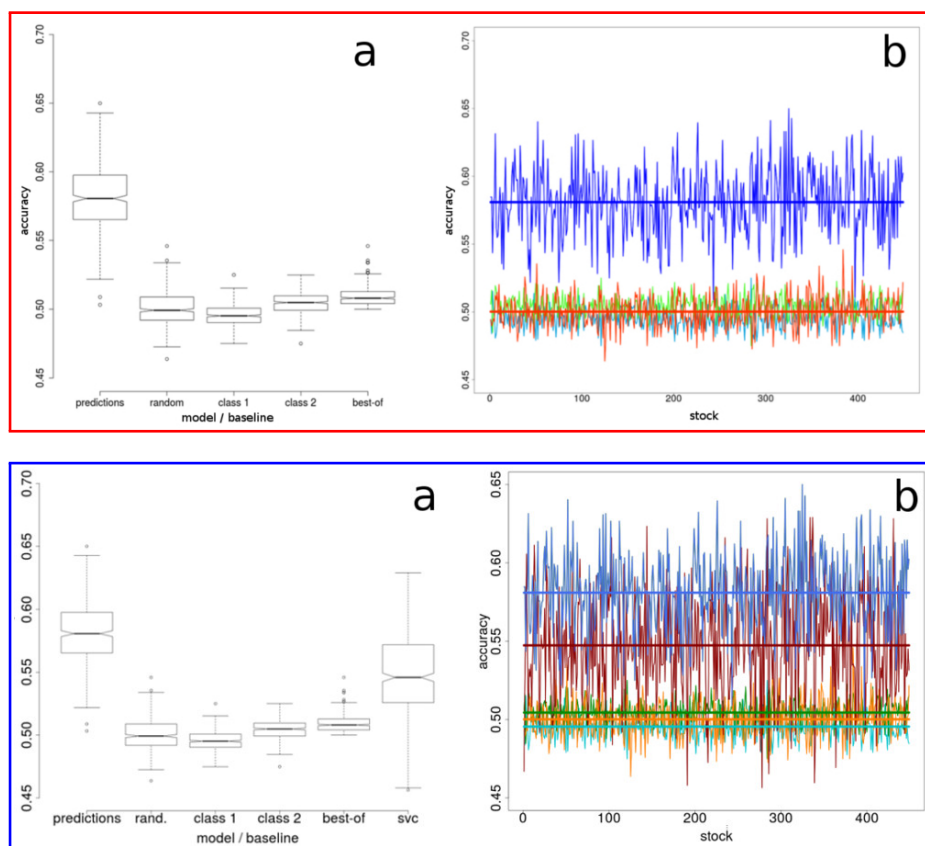 a
0.70
0.65
0.60
0.55
0.50
0.45
accuracy
predictions random class 1 class 2 best-of
model / baseline
b
0.70
0.65
0.60
0.55
0.50
0.45
accuracy
0 100 200 300 400
stock
a
0.70
0.65
0.60
0.55
0.50
0.45
accuracy
predictions rand. class 1 class 2 best-of svc
model / baseline
b
0.65
0.60
0.55
0.50
0.45
accuracy
0 100 200 300 400
stock